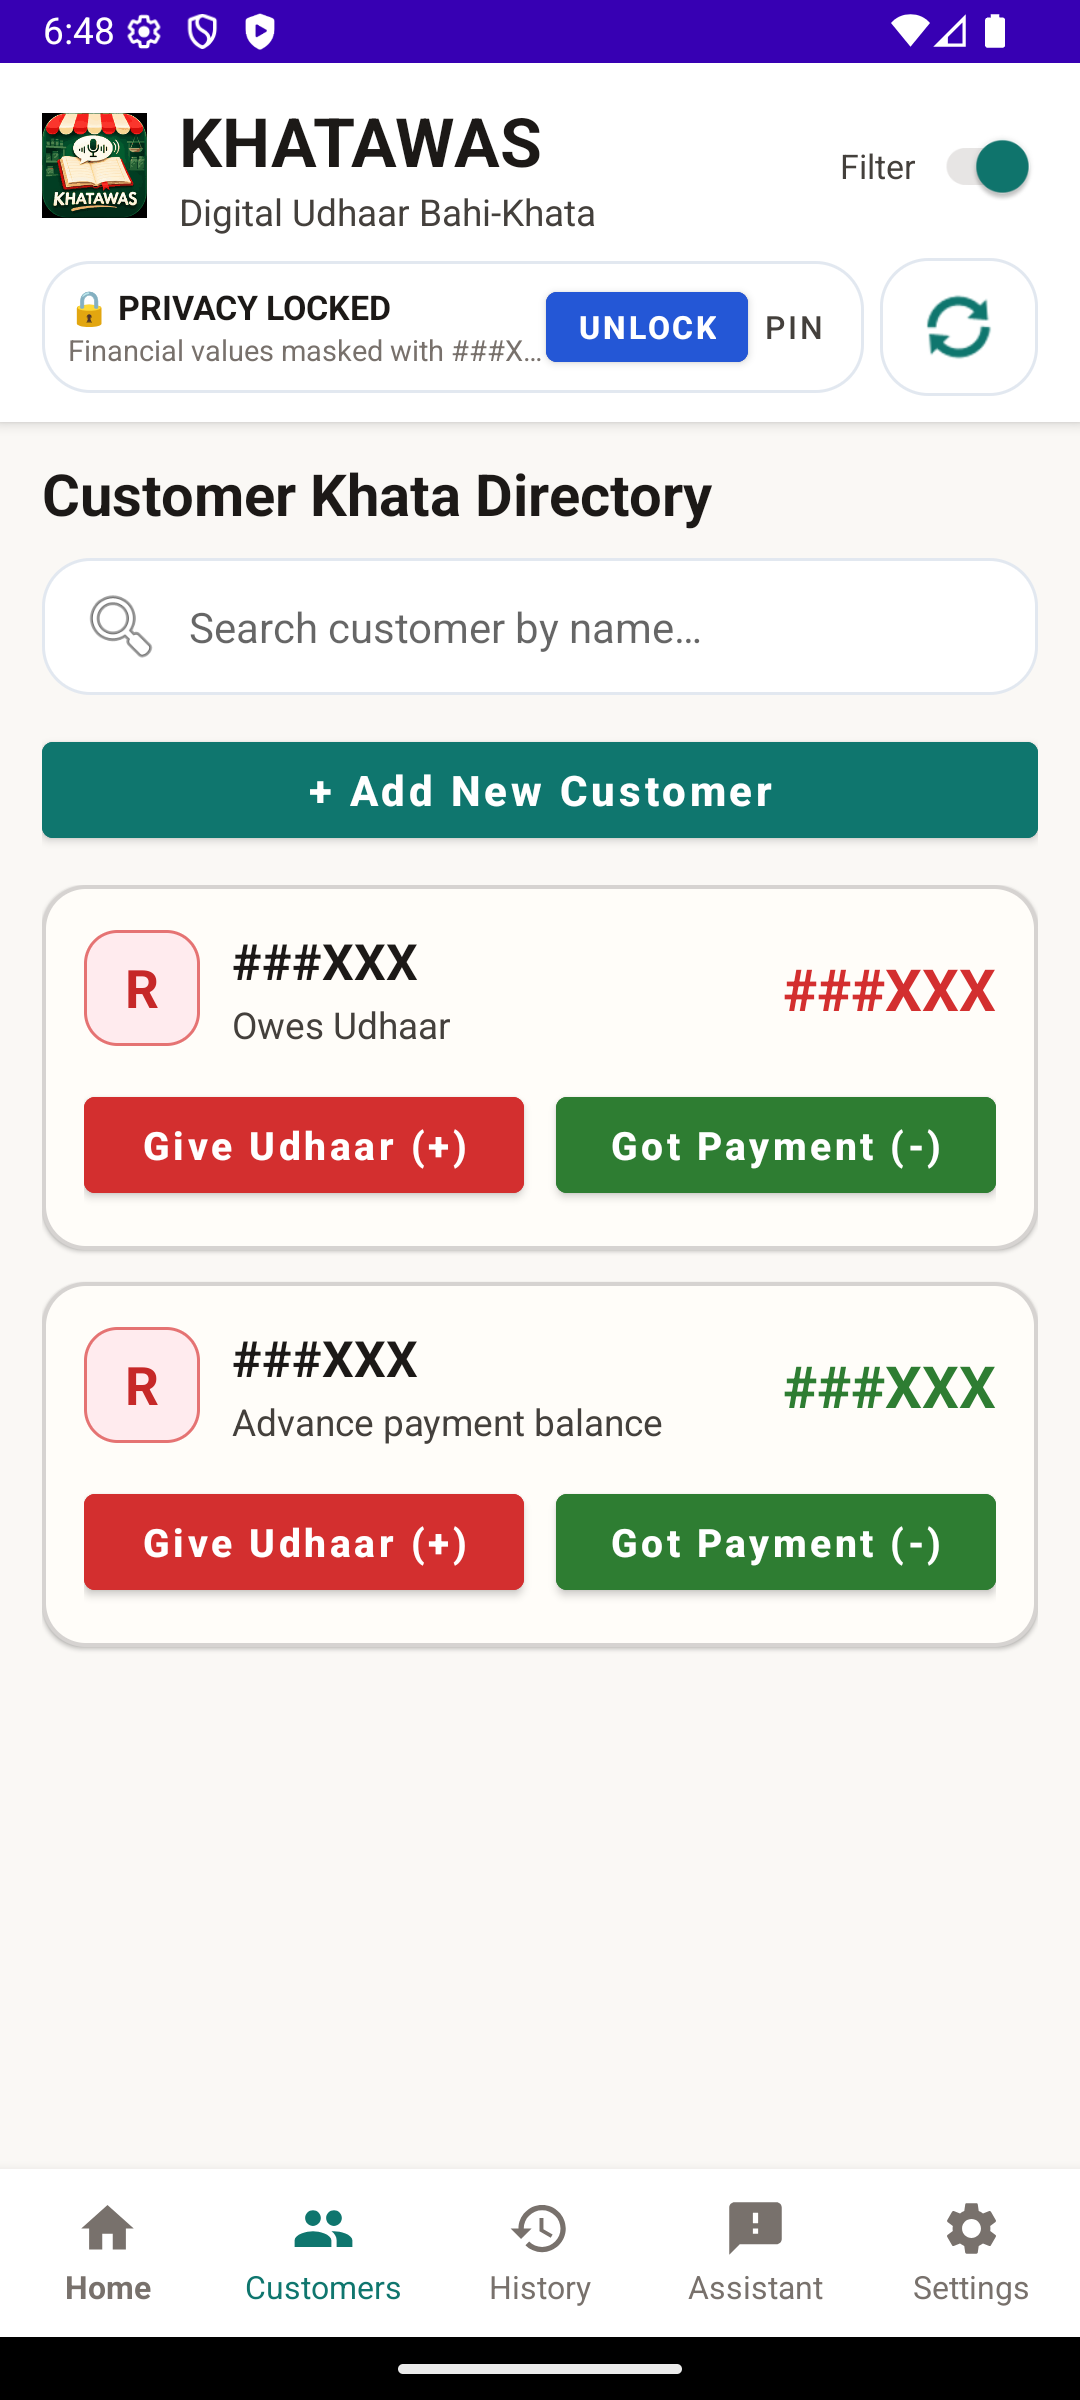 6:48
KHATAWAS
KHATAWAS
Digital Udhaar Bahi-Khata
Filter
🔒 PRIVACY LOCKED
Financial values masked with ###X...
UNLOCK
PIN
Customer Khata Directory
Search customer by name...
+ Add New Customer
R
###XXX
Owes Udhaar
###XXX
Give Udhaar (+)
Got Payment (-)
R
###XXX
Advance payment balance
###XXX
Give Udhaar (+)
Got Payment (-)
Home
Customers
History
Assistant
Settings